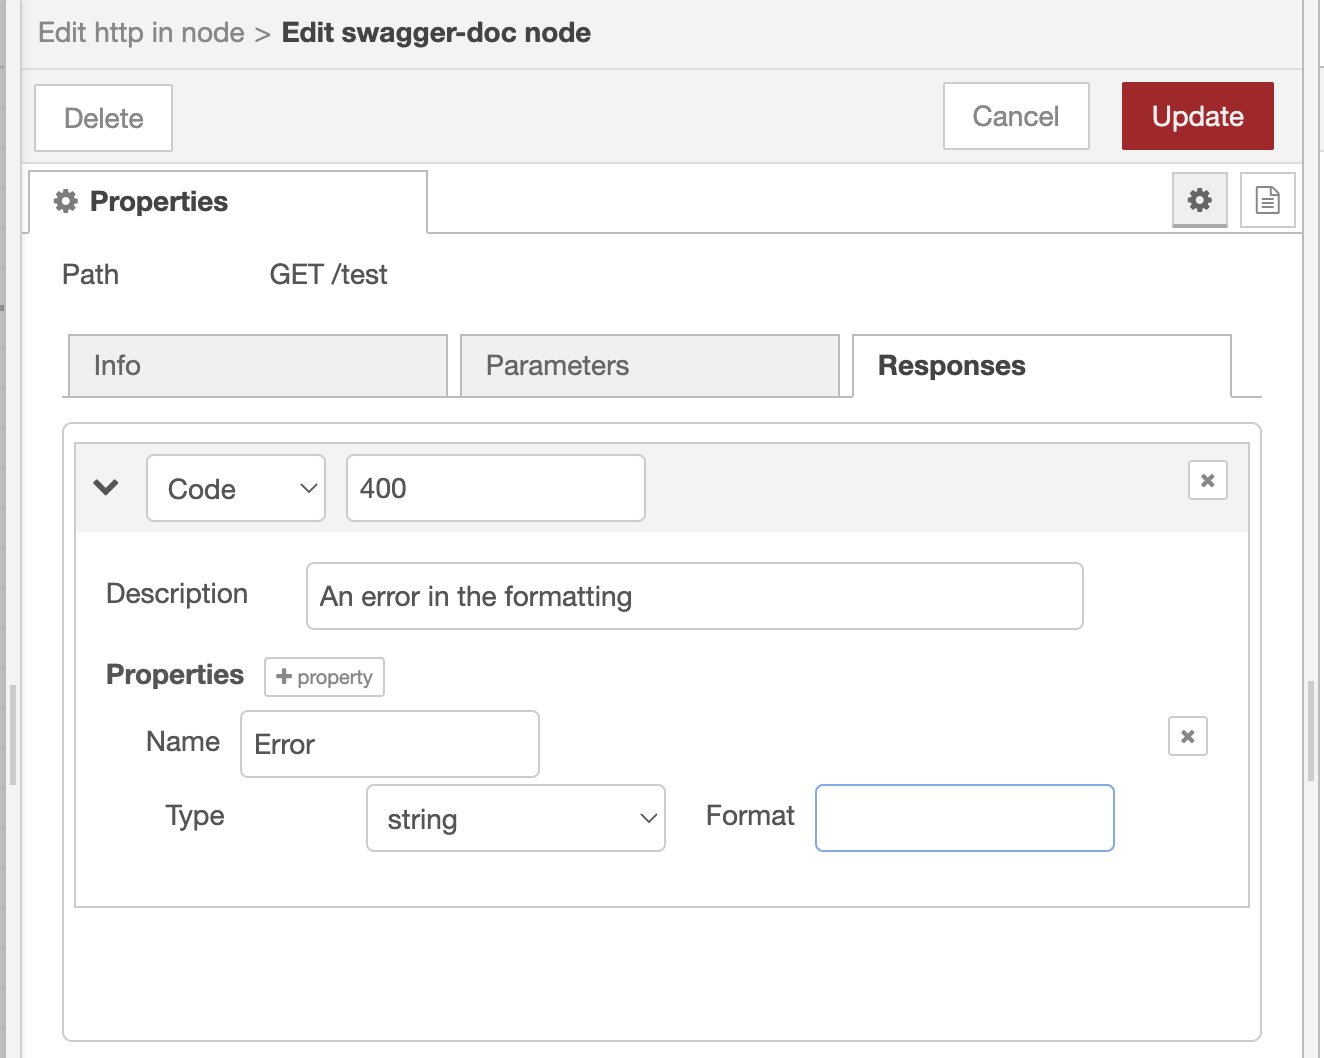 Edit http in node > Edit swagger-doc node
Delete
Cancel
Update
Properties
Path
GET /test
Info
Parameters
Responses
Code
400
Description
An error in the formatting
Properties
+ property
Name
Error
Type
string
Format